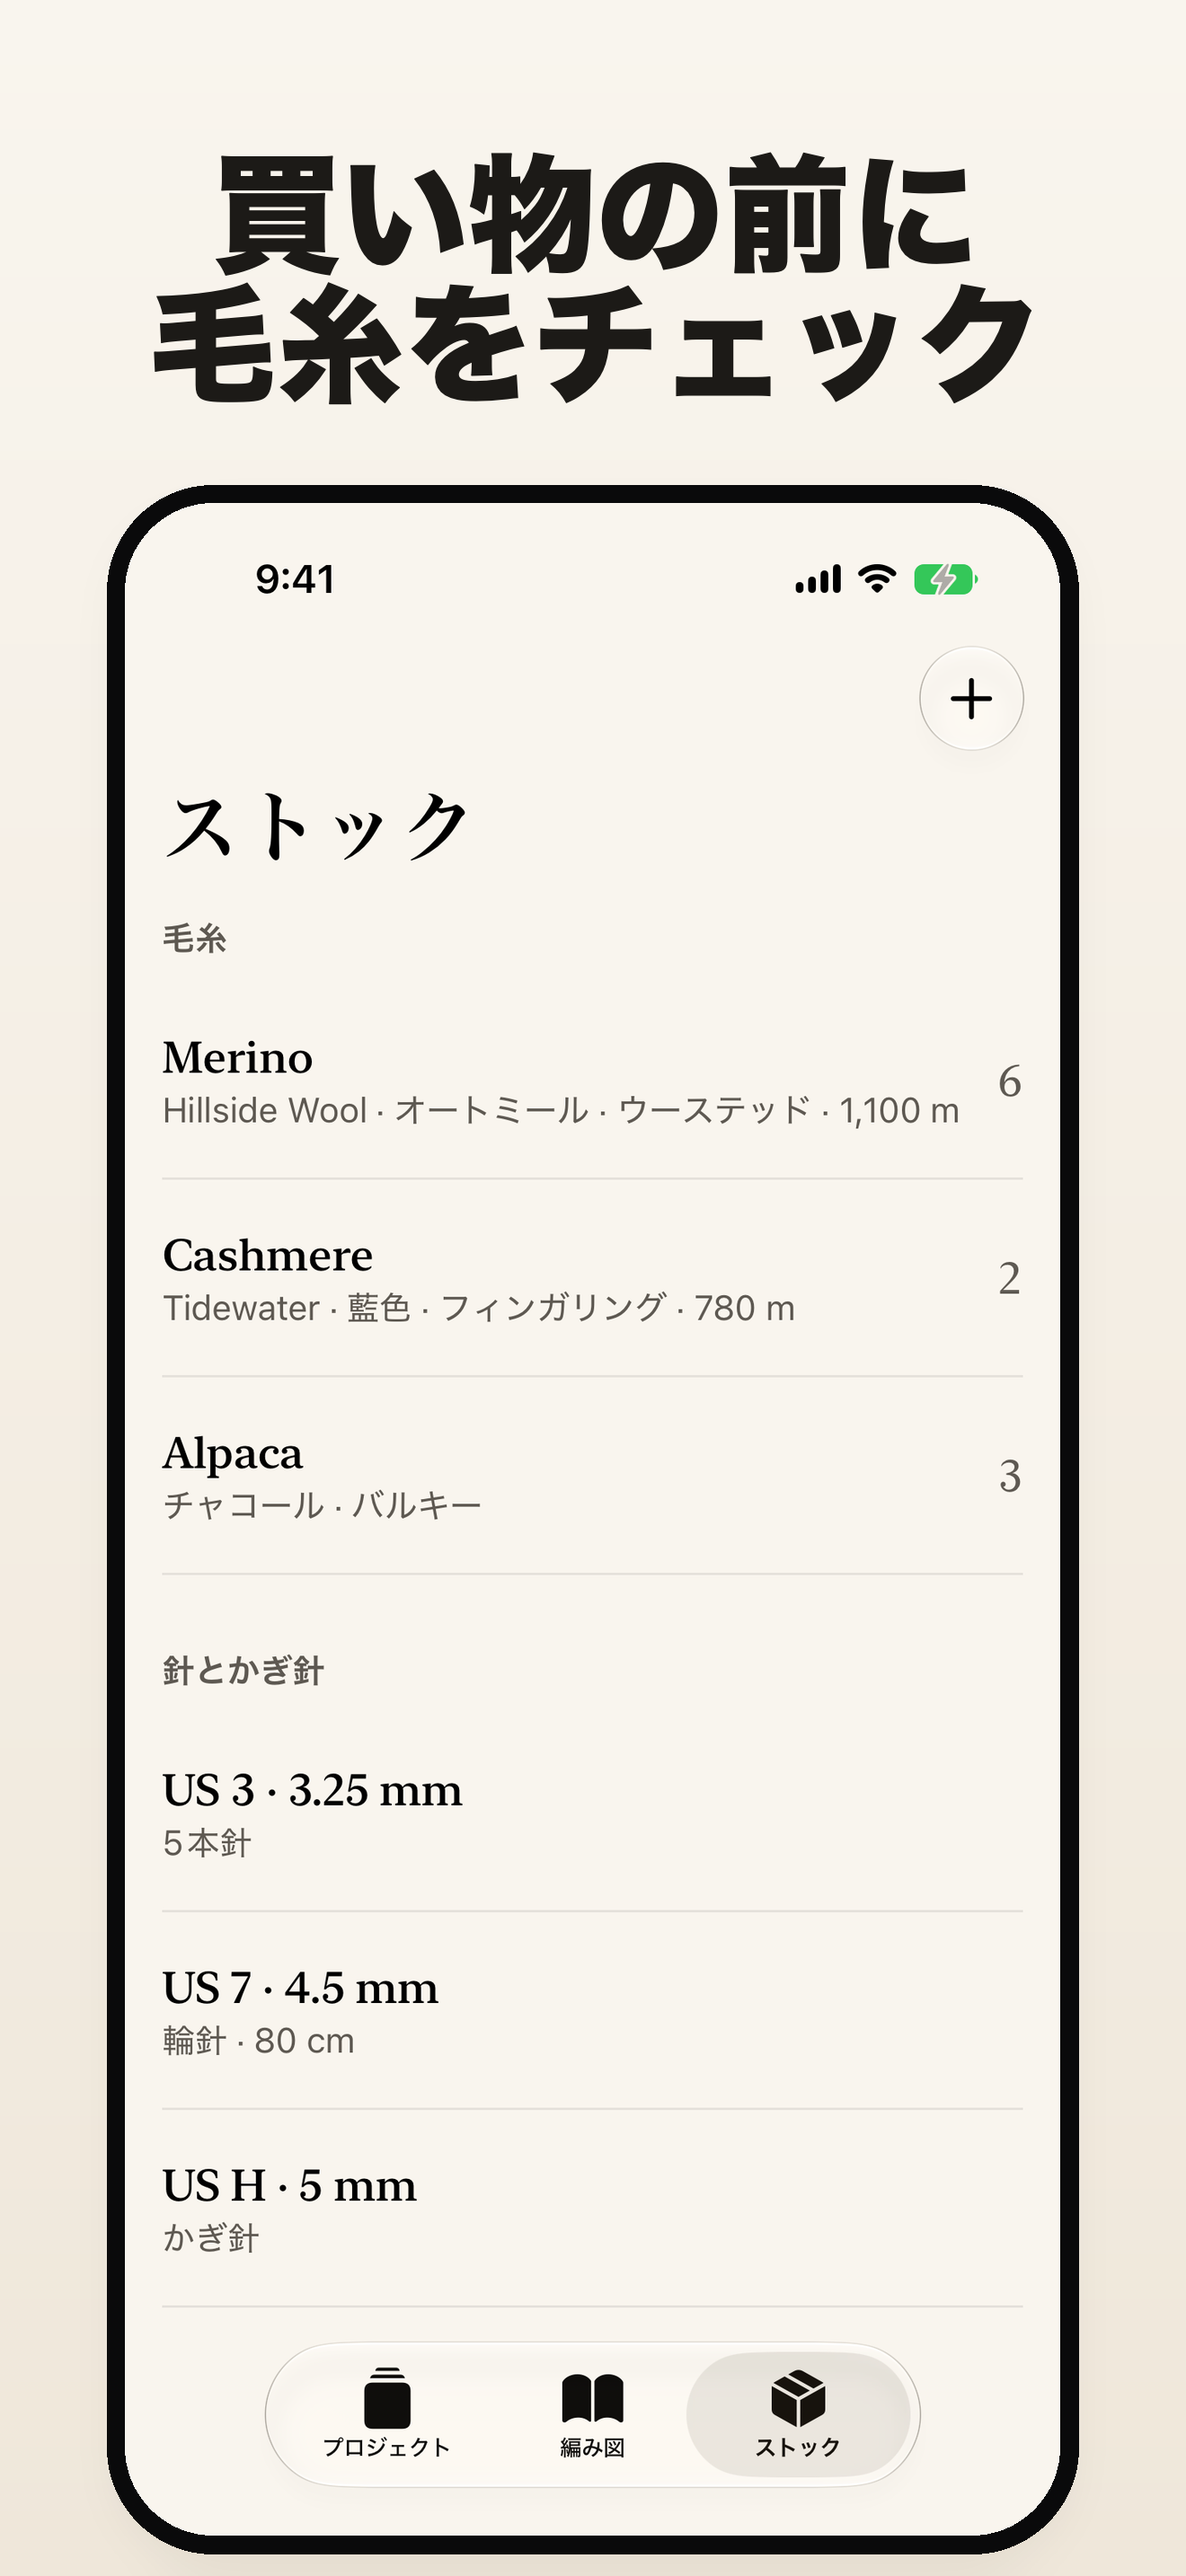 買い物の前に
毛糸をチェック
9:41
ストック
毛糸
Merino
Hillside Wool · オートミール · ウーステッド · 1,100 m
6
Cashmere
Tidewater · 藍色 · フィンガリング · 780 m
2
Alpaca
チャコール · バルキー
3
針とかぎ針
US 3 · 3.25 mm
5本針
US 7 · 4.5 mm
輪針 · 80 cm
US H · 5 mm
かぎ針
プロジェクト
編み図
ストック